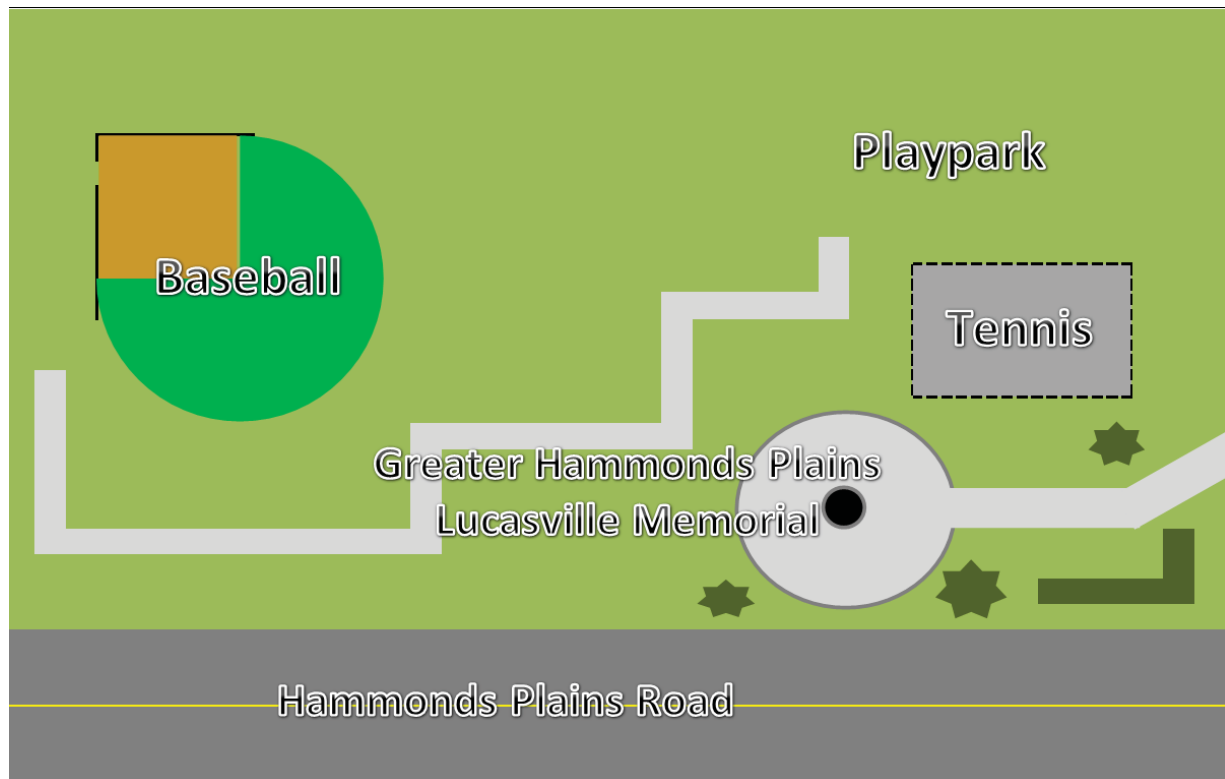 Playpark
Baseball
Tennis
Greater Hammonds Plains
Lucasville Memorial
Hammonds Plains Road